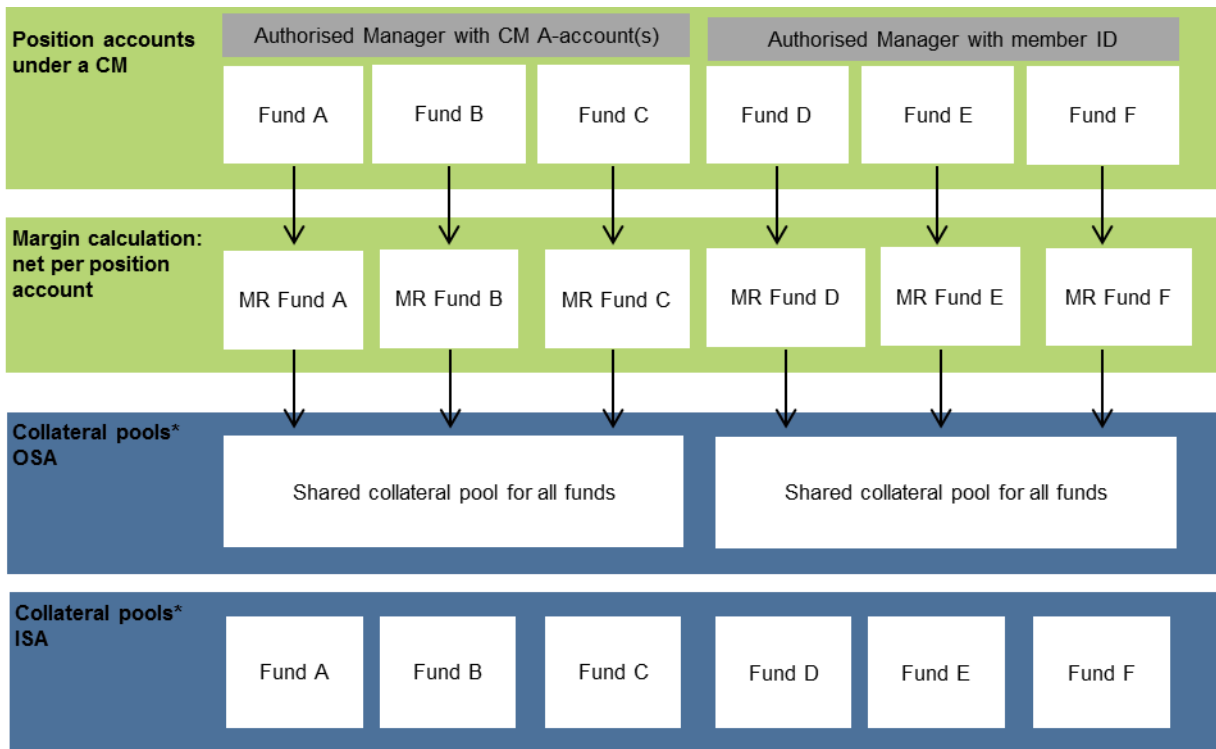 Position accounts
under a CM
Authorised Manager with CM A-account(s)
Authorised Manager with member ID
Fund A
Fund B
Fund C
Fund D
Fund E
Fund F
Margin calculation:
net per position
account
MR Fund A
MR Fund B
MR Fund C
MR Fund D
MR Fund E
MR Fund F
Collateral pools*
OSA
Shared collateral pool for all funds
Shared collateral pool for all funds
Collateral pools*
ISA
Fund A
Fund B
Fund C
Fund D
Fund E
Fund F